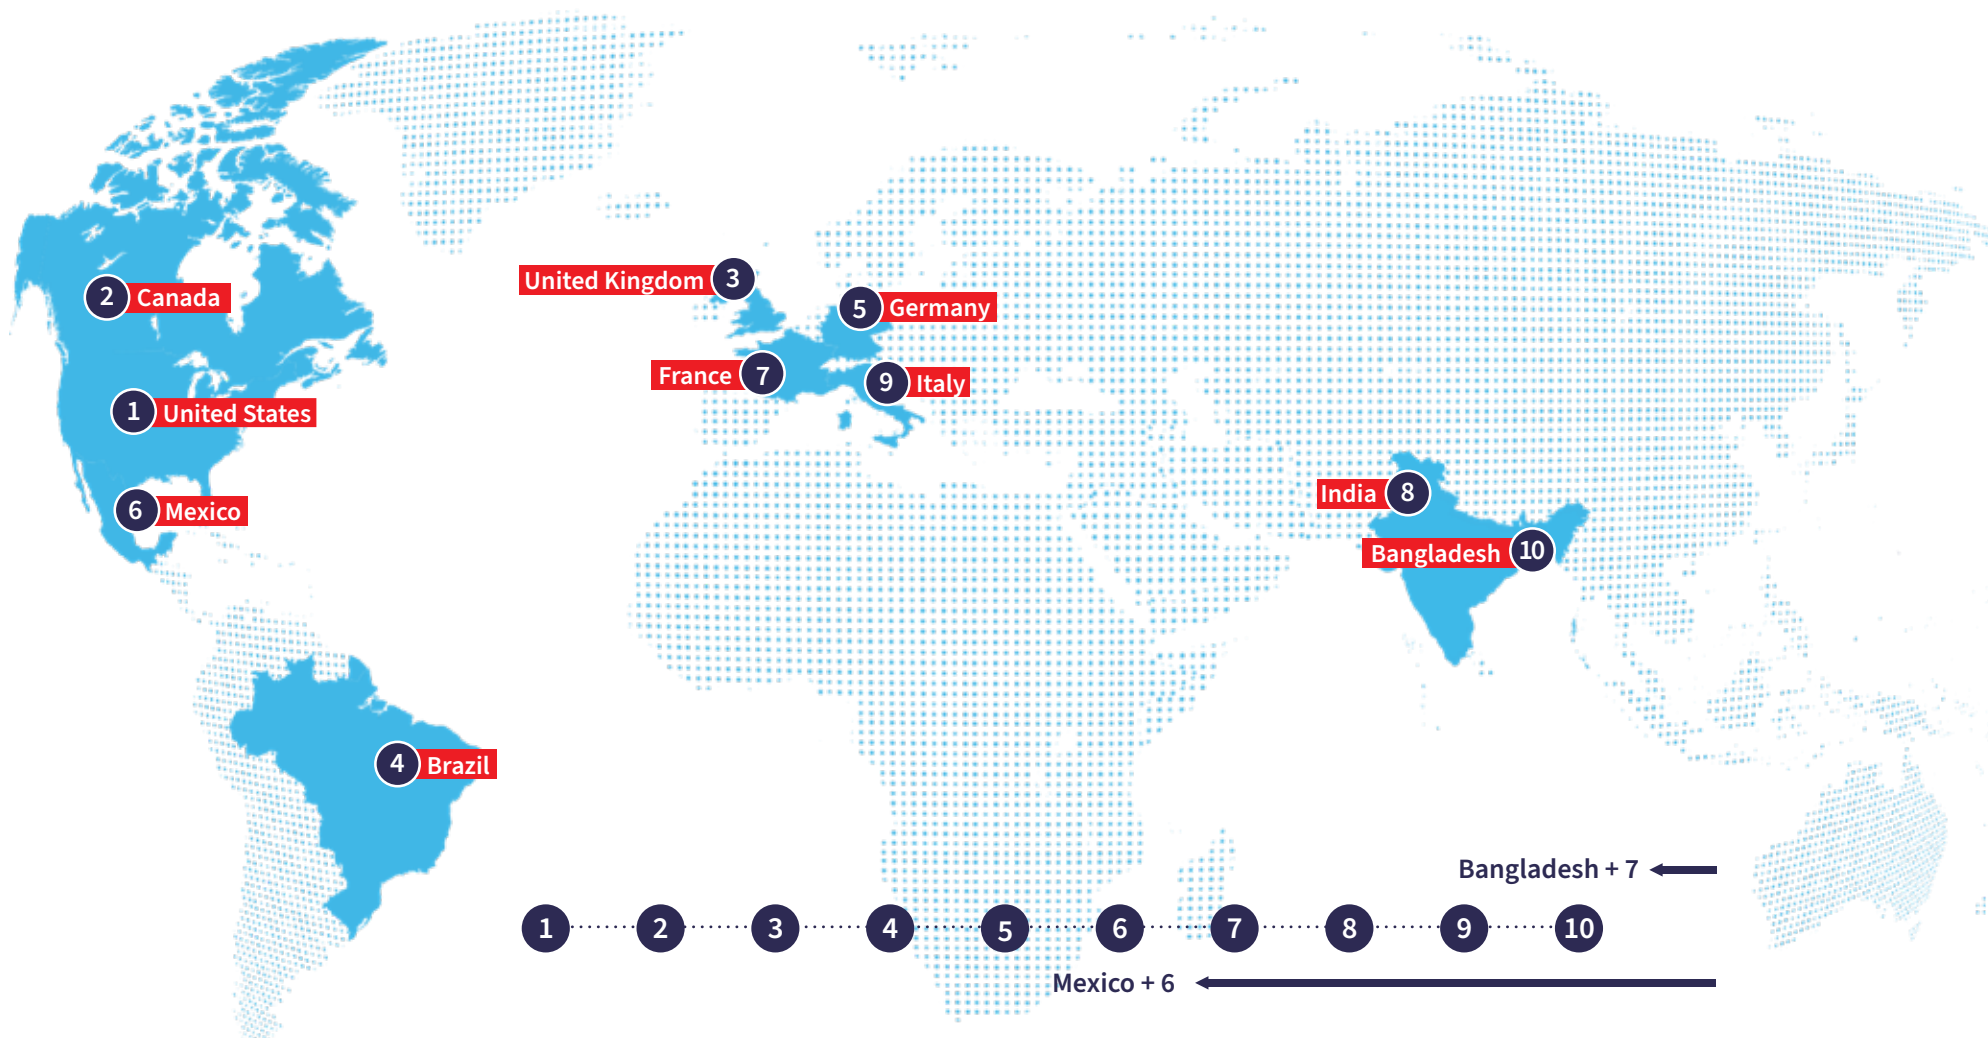 United Kingdom 3
2 Canada
5 Germany
France 7
9 Italy
1 United States
India 8
6 Mexico
Bangladesh 10
4 Brazil
Bangladesh + 7
1 2 3 4 5 6 7 8 9 10
Mexico + 6